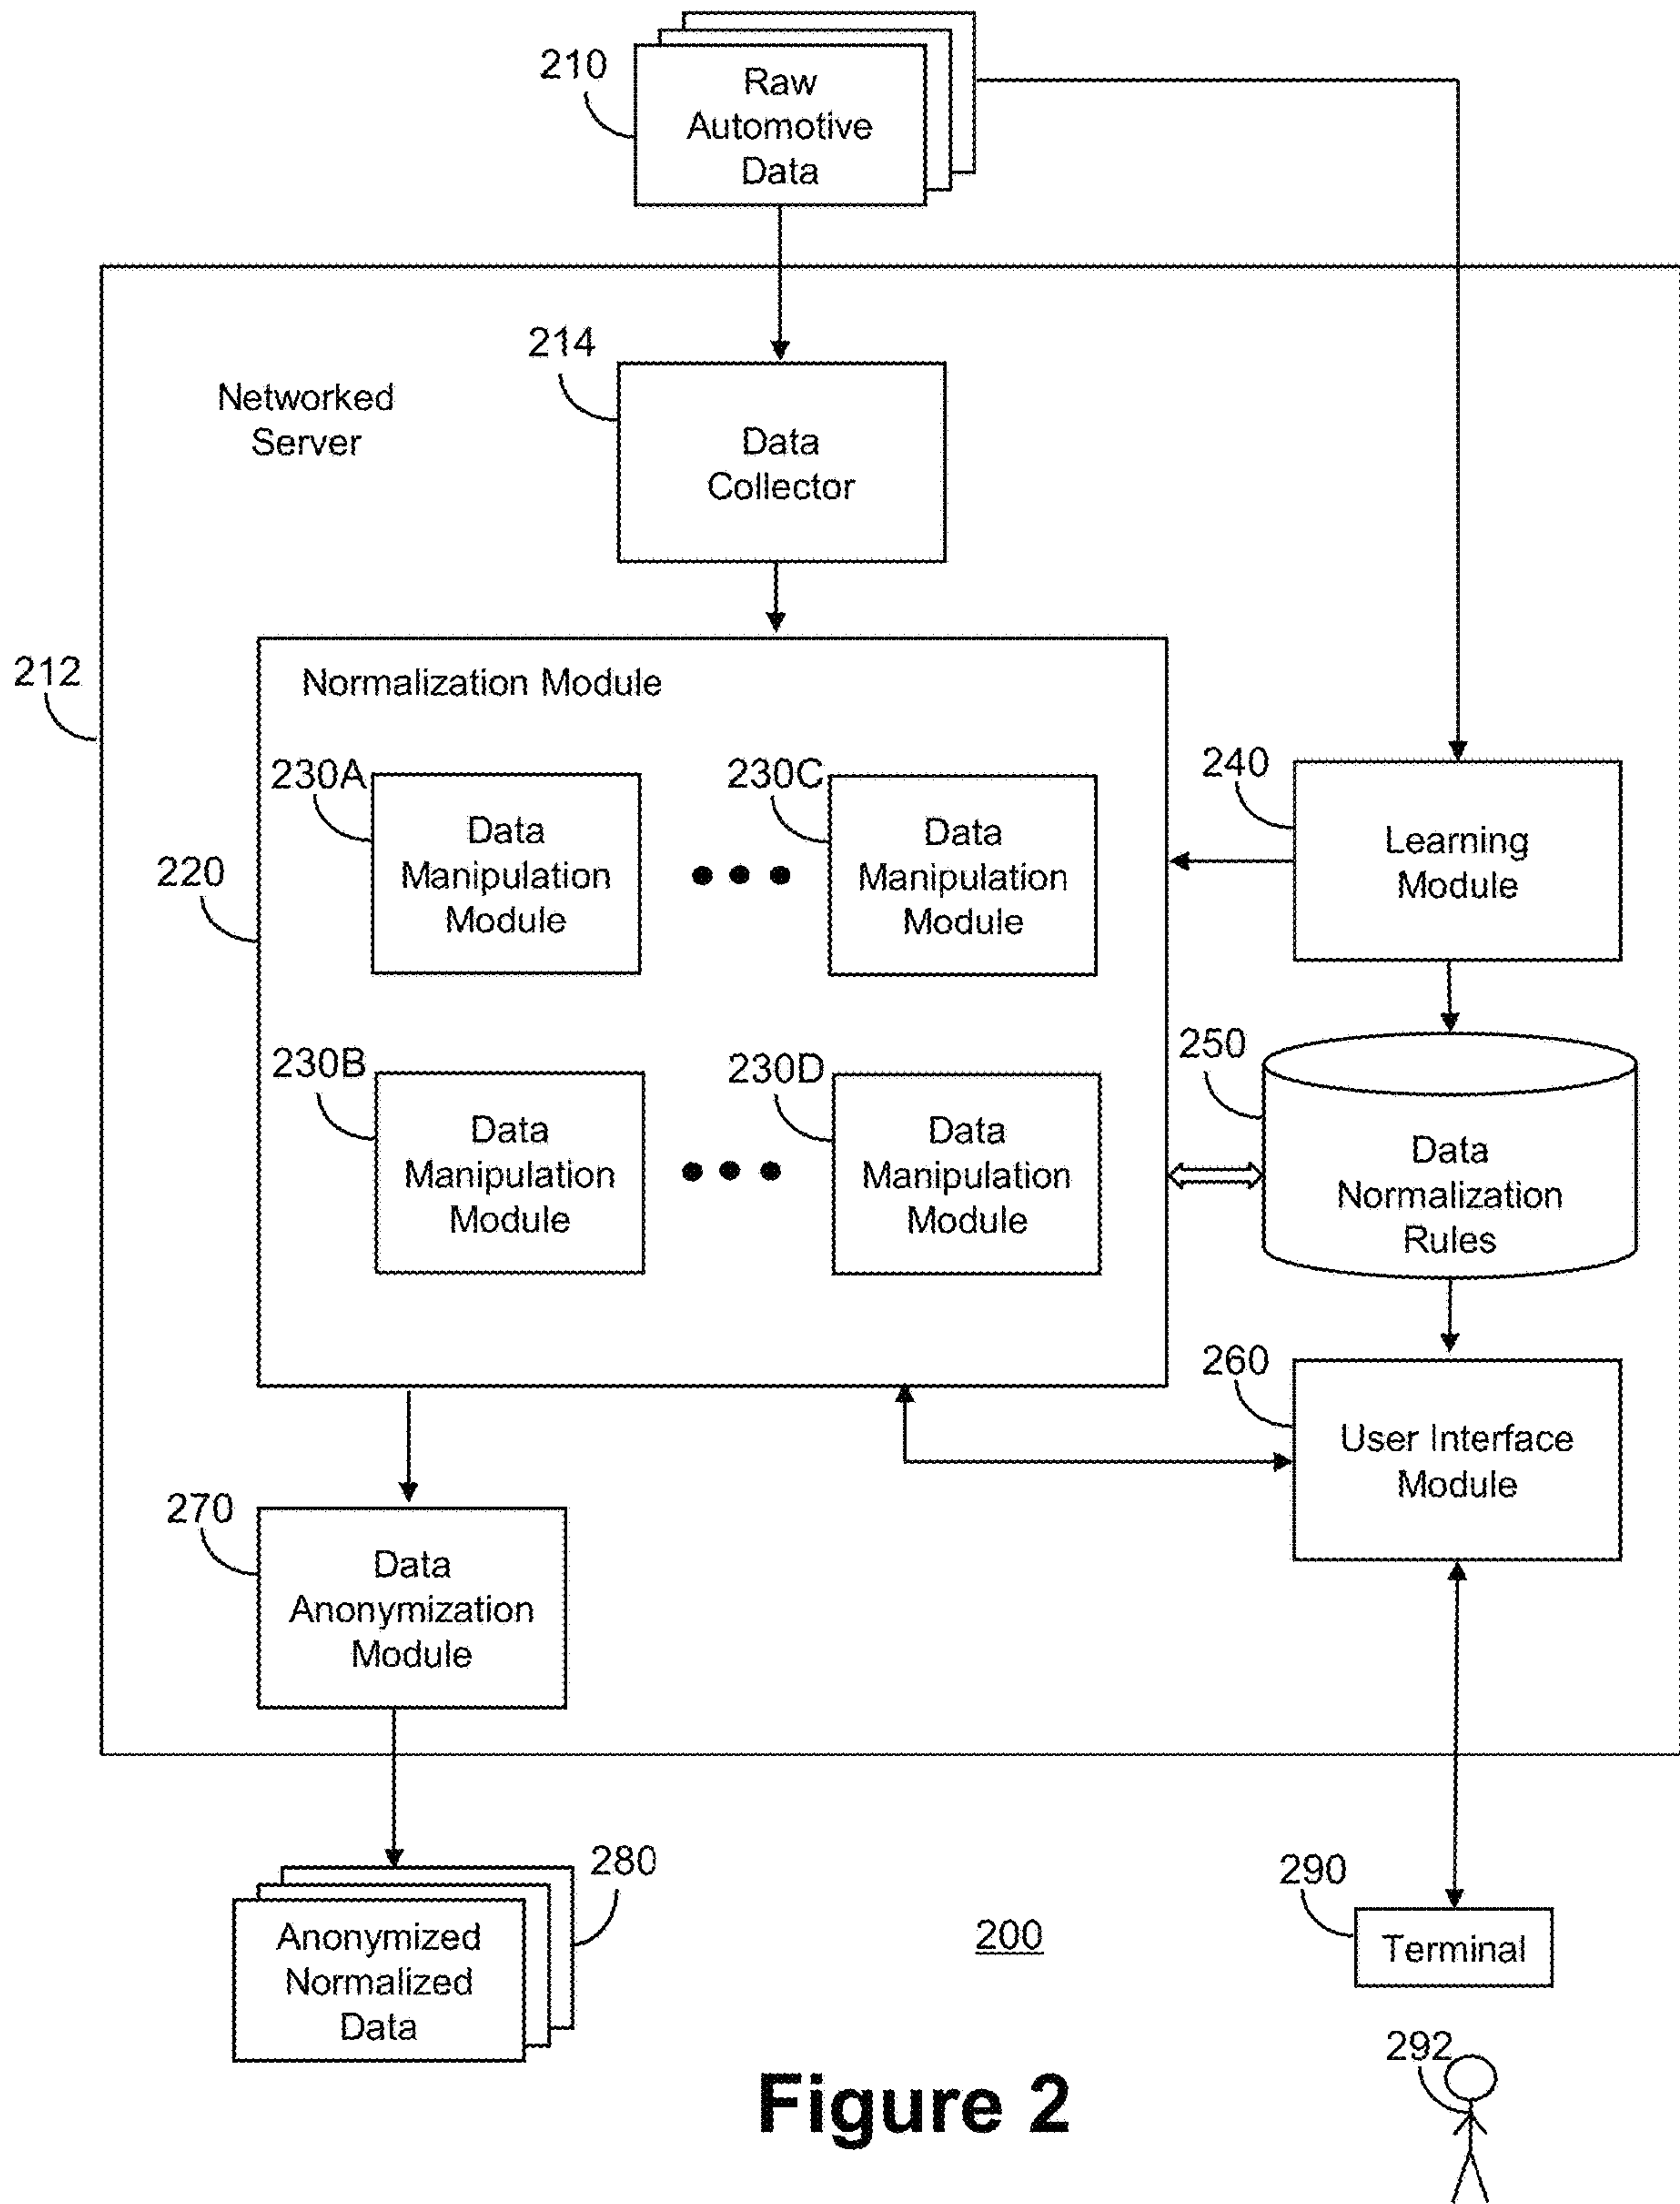 210
Raw
Automotive
Data
214
Networked
Server
Data
Collector
212
Normalization Module
230A
Data
Manipulation
Module
230C
Data
Manipulation
Module
240
Learning
Module
220
230B
Data
Manipulation
Module
230D
Data
Manipulation
Module
250
Data
Normalization
Rules
260
User Interface
Module
270
Data
Anonymization
Module
280
Anonymized
Normalized
Data
200
290
Terminal
292
Figure 2